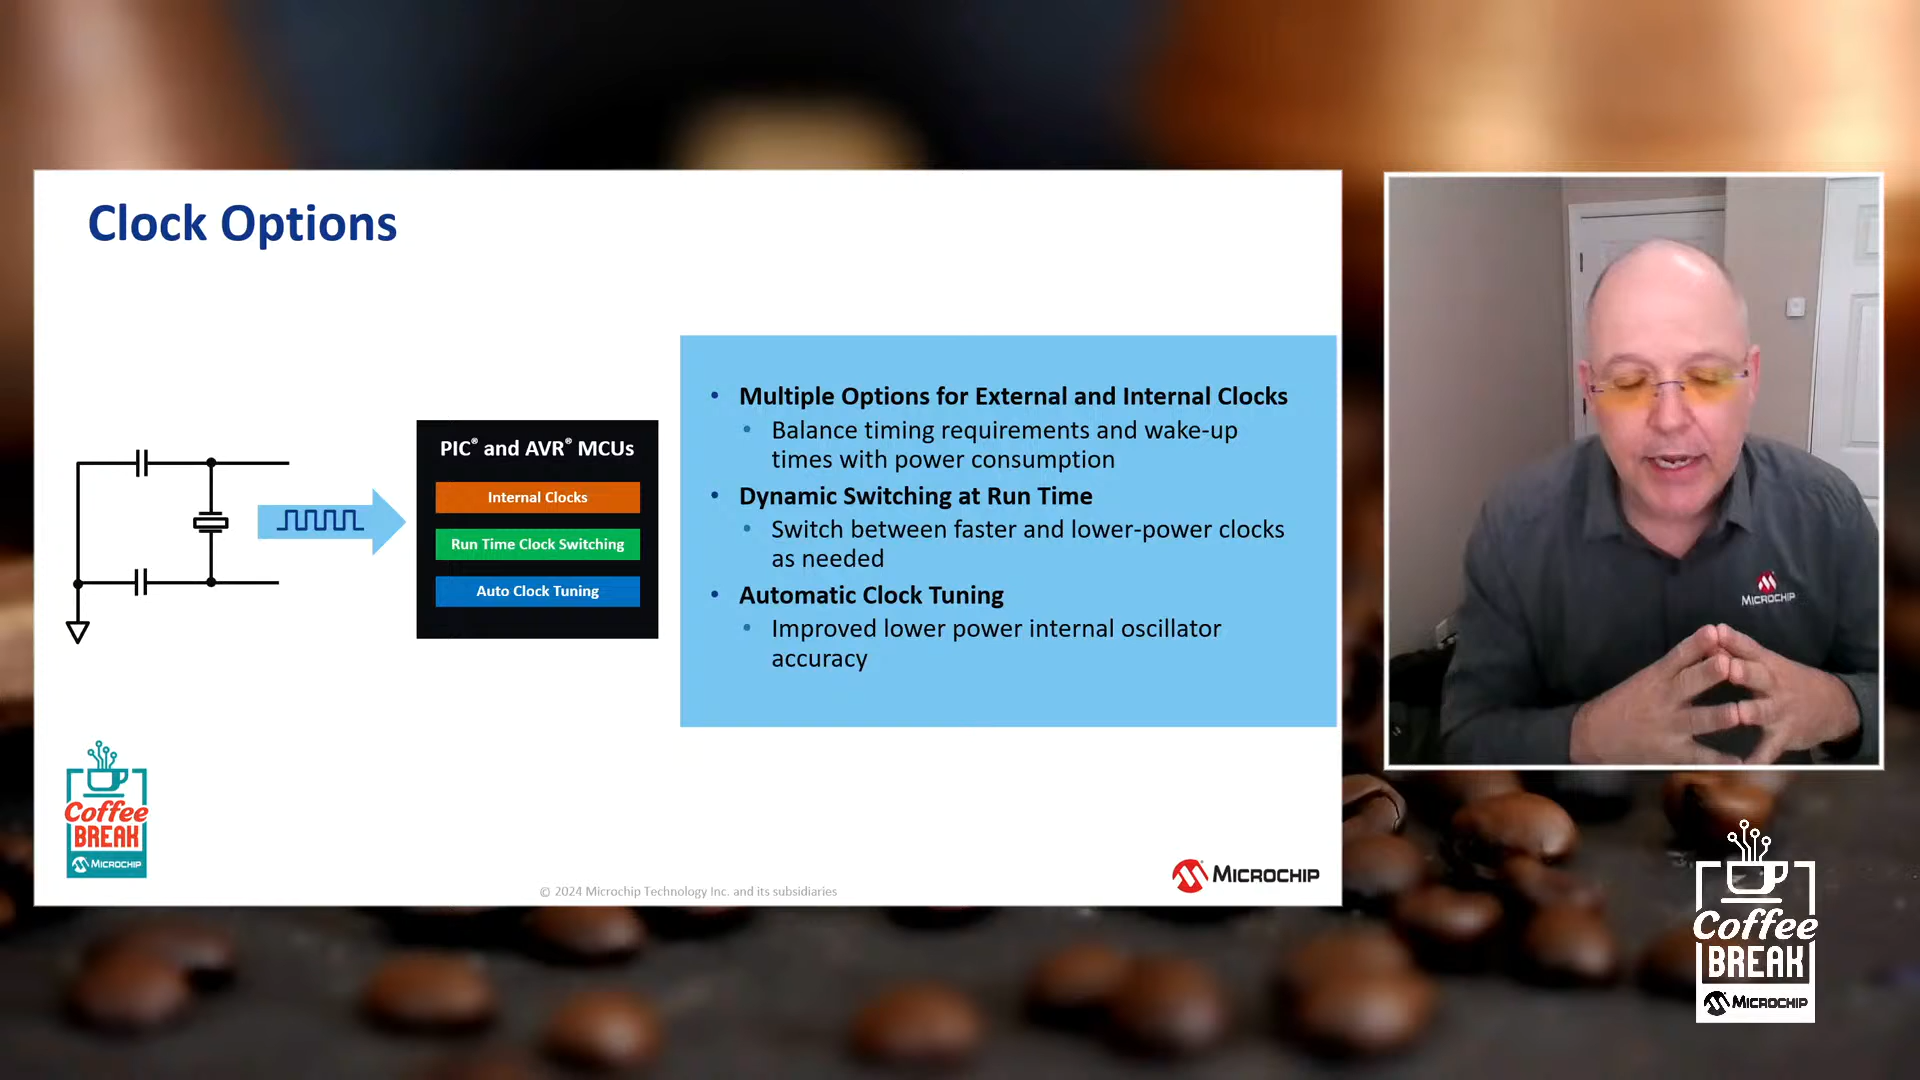 Clock Options
PIC® and AVR® MCUs
Internal Clocks
Run Time Clock Switching
Auto Clock Tuning
• Multiple Options for External and Internal Clocks
• Balance timing requirements and wake-up
times with power consumption
• Dynamic Switching at Run Time
• Switch between faster and lower-power clocks
as needed
• Automatic Clock Tuning
• Improved lower power internal oscillator
accuracy
Coffee
BREAK
MICROCHIP
© 2024 Microchip Technology Inc. and its subsidiaries
MICROCHIP
MICROCHIP
Coffee
BREAK
MICROCHIP